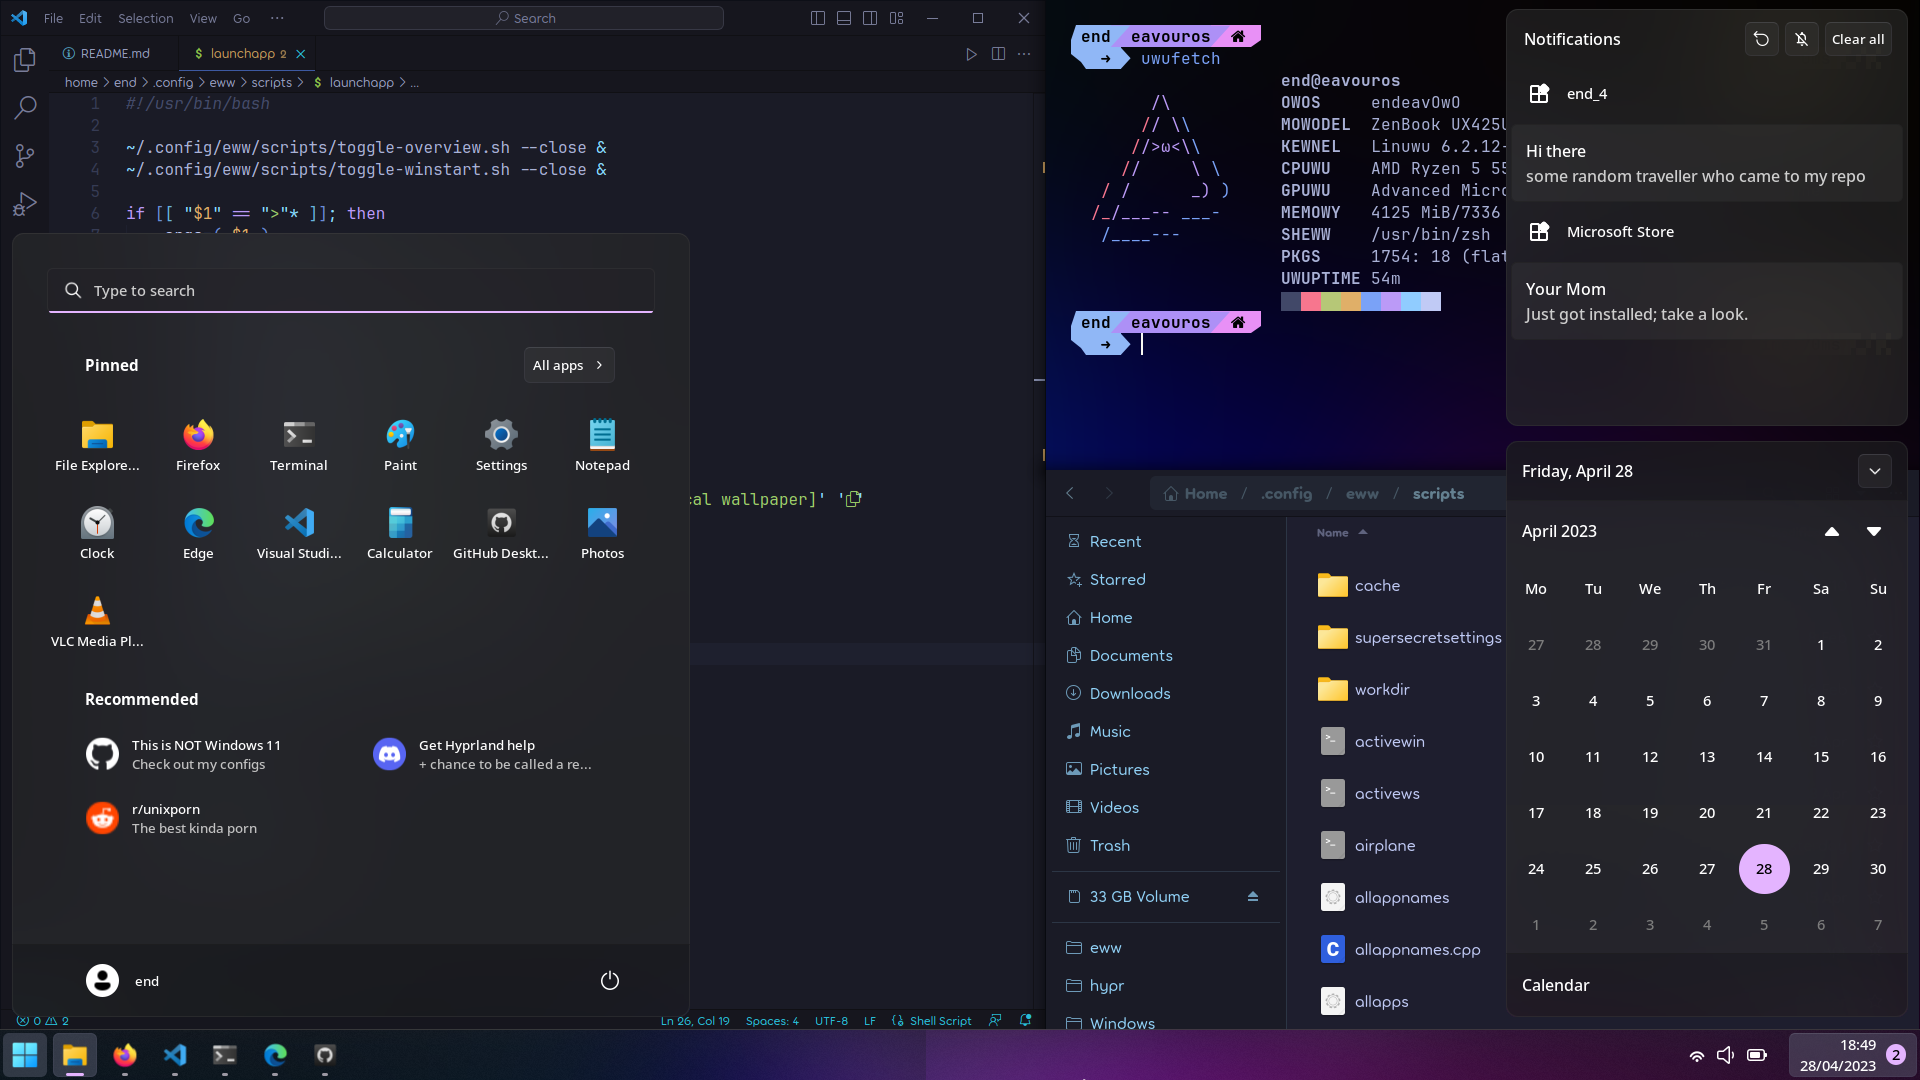 File Edit Selection View Go ···
Search
README.md
$ launchapp 2
home > end > .config > eww > scripts > $ launchapp > ...
1 #!/usr/bin/bash
2
3 ~/.config/eww/scripts/toggle-overview.sh --close &
4 ~/.config/eww/scripts/toggle-winstart.sh --close &
5
6 if [[ "$1" == ">"* ]]; then
cal wallpaper]' '
Type to search
Pinned
All apps
File Explore...
Firefox
Terminal
Paint
Settings
Notepad
Clock
Edge
Visual Studi...
Calculator
GitHub Deskt...
Photos
VLC Media Pl...
Recommended
This is NOT Windows 11
Check out my configs
Get Hyprland help
+ chance to be called a re...
r/unixporn
The best kinda porn
end
0 2
Ln 26, Col 19 Spaces: 4 UTF-8 LF Shell Script
end eavouros
→ uwufetch
end@eavouros
OWOS endeavOwO
MOWODEL ZenBook UX425U
KEWNEL Linuwu 6.2.12-
CPUWU AMD Ryzen 5 55
GPUWU Advanced Micro
MEMOWY 4125 MiB/7336
SHEWW /usr/bin/zsh
PKGS 1754: 18 (flat
UWUPTIME 54m
/\
// \\
//>ω<\\
// \ \
/ / _) )
/_/___-- ___-
/____---
end eavouros
→
Home / .config / eww / scripts
Recent
Starred
Home
Documents
Downloads
Music
Pictures
Videos
Trash
33 GB Volume
eww
hypr
Windows
Name
cache
supersecretsettings
workdir
activewin
activews
airplane
allappnames
allappnames.cpp
allapps
Notifications
Clear all
end_4
Hi there
some random traveller who came to my repo
Microsoft Store
Your Mom
Just got installed; take a look.
Friday, April 28
April 2023
Mo Tu We Th Fr Sa Su
27 28 29 30 31 1 2
3 4 5 6 7 8 9
10 11 12 13 14 15 16
17 18 19 20 21 22 23
24 25 26 27 28 29 30
1 2 3 4 5 6 7
Calendar
18:49
28/04/2023
2